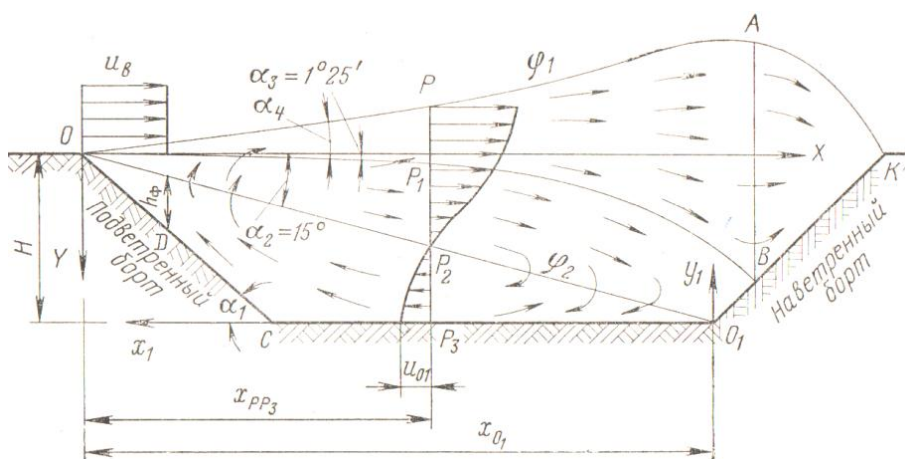 A
u_в
α₃ = 1°25'
α₄
P
φ₁
O
X
P₁
K
H
Y
h_ф
D
Подветренный
борт
α₂ = 15°
P₂
φ₂
y₁
B
Наветренный
борт
α₁
x₁
C
P₃
O₁
u₀₁
x_PP₃
x_O₁